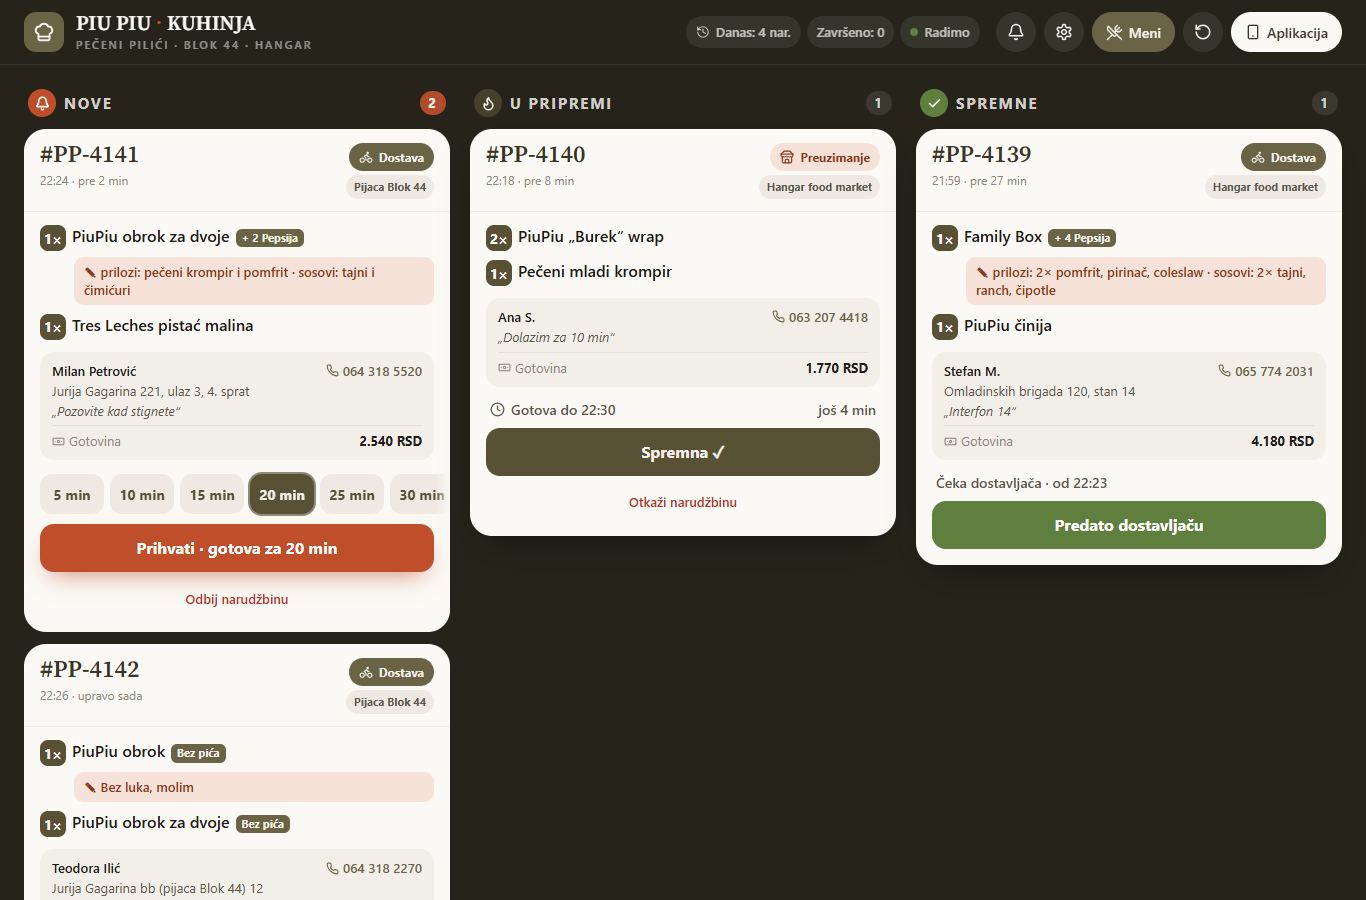 PIU PIU · KUHINJA
PEČENI PILIĆI · BLOK 44 · HANGAR
Danas: 4 nar.
Završeno: 0
Radimo
Meni
Aplikacija
NOVE
2
#PP-4141
Dostava
22:24 · pre 2 min
Pijaca Blok 44
1× PiuPiu obrok za dvoje + 2 Pepsija
prilozi: pečeni krompir i pomfrit · sosovi: tajni i
čimićuri
1× Tres Leches pistać malina
Milan Petrović
064 318 5520
Jurija Gagarina 221, ulaz 3, 4. sprat
„Pozovite kad stignete“
Gotovina
2.540 RSD
5 min
10 min
15 min
20 min
25 min
30 min
Prihvati · gotova za 20 min
Odbij narudžbinu
#PP-4142
Dostava
22:26 · upravo sada
Pijaca Blok 44
1× PiuPiu obrok Bez pića
Bez luka, molim
1× PiuPiu obrok za dvoje Bez pića
Teodora Ilić
064 318 2270
Jurija Gagarina bb (pijaca Blok 44) 12
U PRIPREMI
1
#PP-4140
Preuzimanje
22:18 · pre 8 min
Hangar food market
2× PiuPiu „Burek“ wrap
1× Pečeni mladi krompir
Ana S.
063 207 4418
„Dolazim za 10 min“
Gotovina
1.770 RSD
Gotova do 22:30
još 4 min
Spremna ✓
Otkaži narudžbinu
SPREMNE
1
#PP-4139
Dostava
21:59 · pre 27 min
Hangar food market
1× Family Box + 4 Pepsija
prilozi: 2× pomfrit, pirinač, coleslaw · sosovi: 2× tajni,
ranch, čipotle
1× PiuPiu činija
Stefan M.
065 774 2031
Omladinskih brigada 120, stan 14
„Interfon 14“
Gotovina
4.180 RSD
Čeka dostavljača · od 22:23
Predato dostavljaču